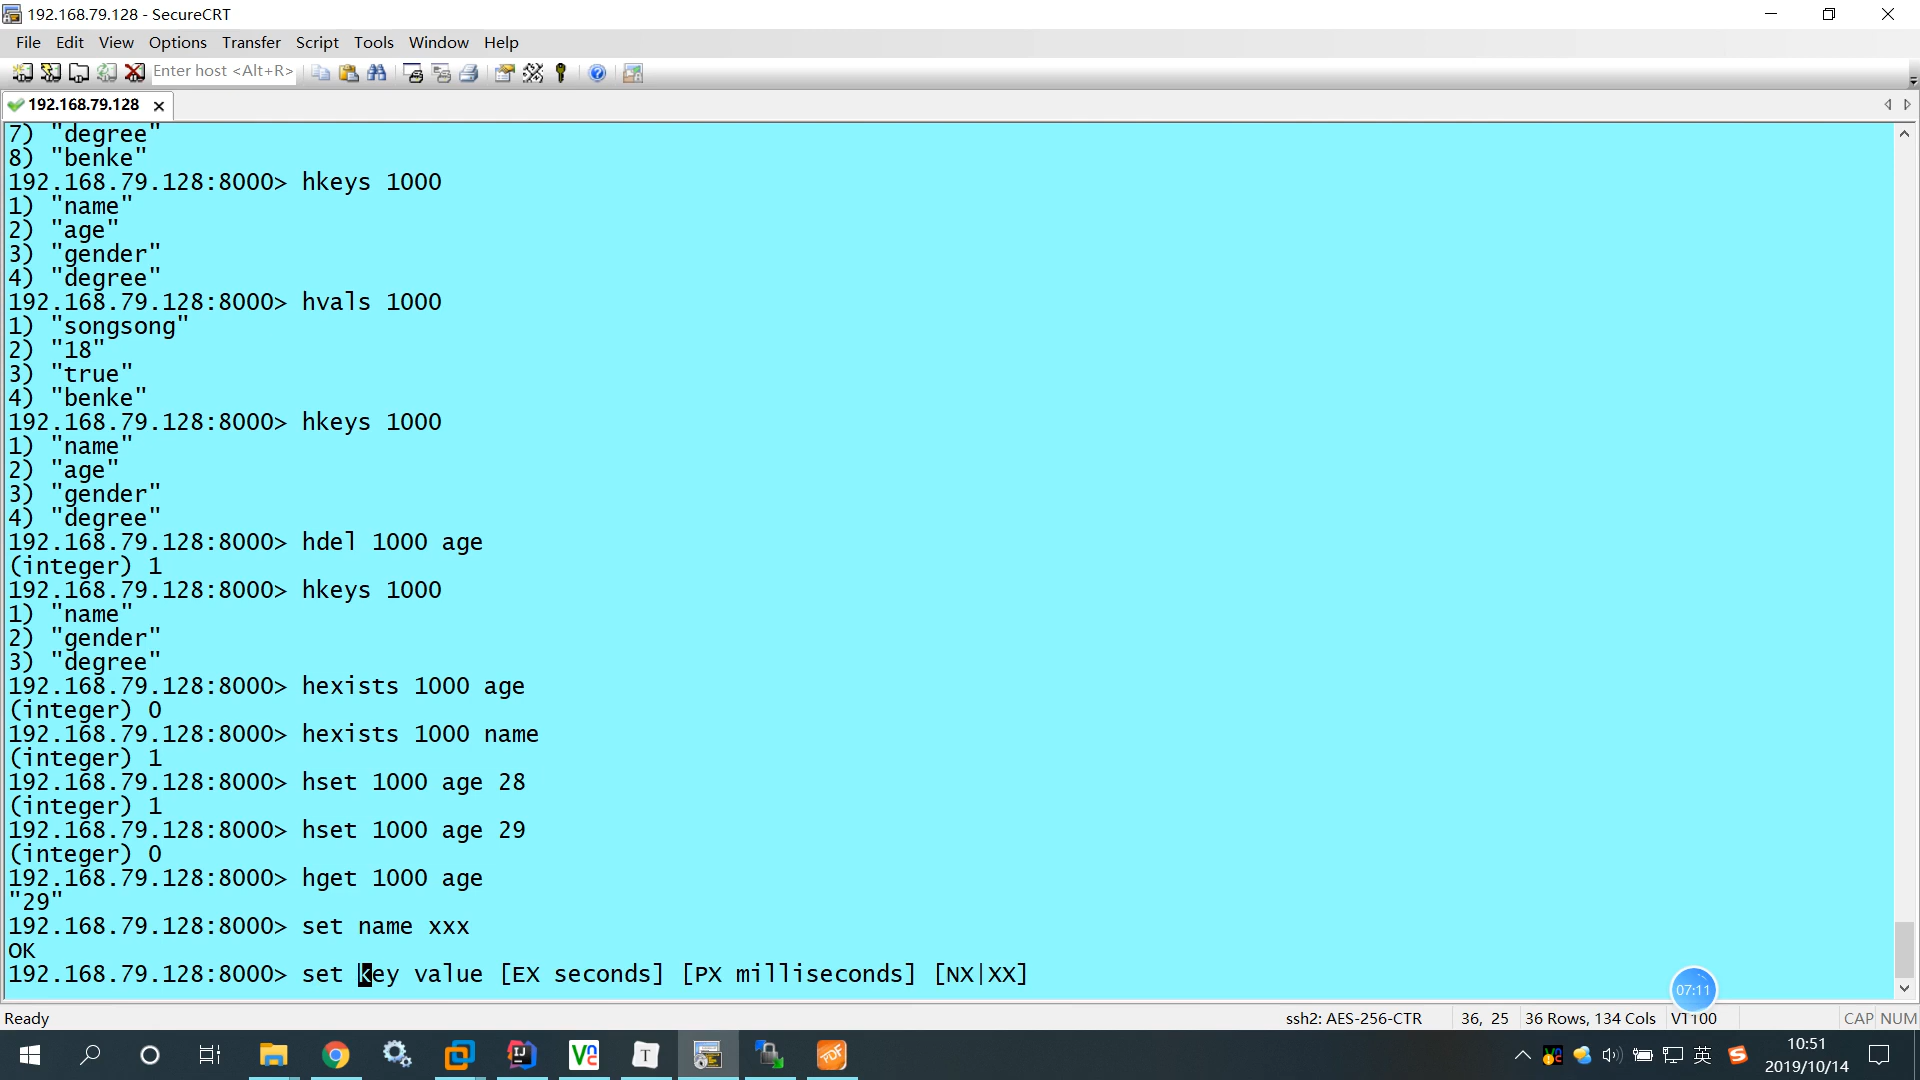 192.168.79.128 - SecureCRT
File Edit View Options Transfer Script Tools Window Help
Enter host <Alt+R>
192.168.79.128
7) "degree"
8) "benke"
192.168.79.128:8000> hkeys 1000
1) "name"
2) "age"
3) "gender"
4) "degree"
192.168.79.128:8000> hvals 1000
1) "songsong"
2) "18"
3) "true"
4) "benke"
192.168.79.128:8000> hkeys 1000
1) "name"
2) "age"
3) "gender"
4) "degree"
192.168.79.128:8000> hdel 1000 age
(integer) 1
192.168.79.128:8000> hkeys 1000
1) "name"
2) "gender"
3) "degree"
192.168.79.128:8000> hexists 1000 age
(integer) 0
192.168.79.128:8000> hexists 1000 name
(integer) 1
192.168.79.128:8000> hset 1000 age 28
(integer) 1
192.168.79.128:8000> hset 1000 age 29
(integer) 0
192.168.79.128:8000> hget 1000 age
"29"
192.168.79.128:8000> set name xxx
OK
192.168.79.128:8000> set key value [EX seconds] [PX milliseconds] [NX|XX]
07:11
Ready ssh2: AES-256-CTR 36, 25 36 Rows, 134 Cols VT100 CAP NUM
英
10:51
2019/10/14